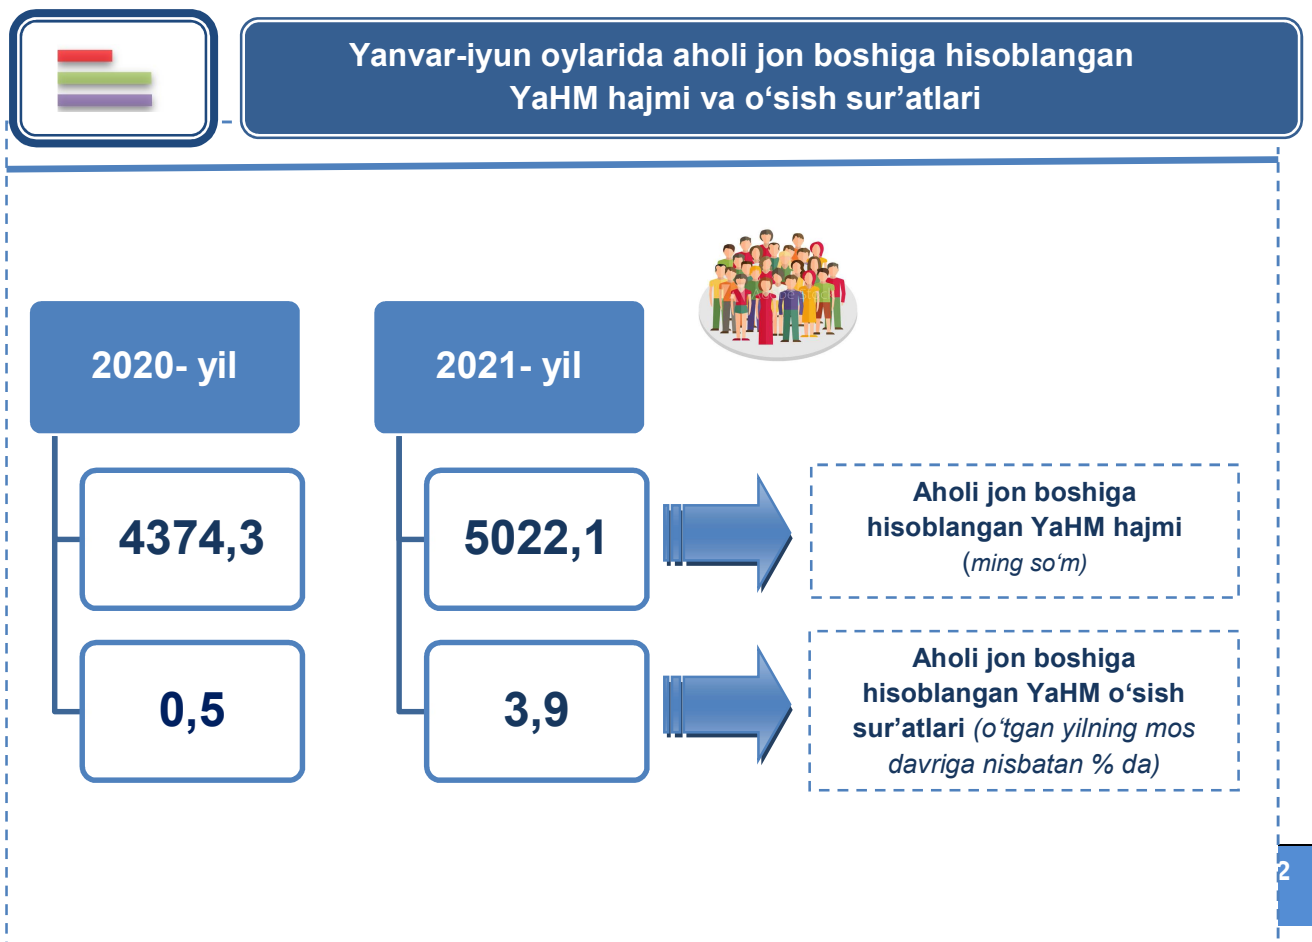 Yanvar-iyun oylarida aholi jon boshiga hisoblangan
YaHM hajmi va o‘sish sur’atlari
2020- yil
2021- yil
4374,3
5022,1
Aholi jon boshiga
hisoblangan YaHM hajmi
(ming so‘m)
0,5
3,9
Aholi jon boshiga
hisoblangan YaHM o‘sish
sur’atlari (o‘tgan yilning mos
davriga nisbatan % da)
2